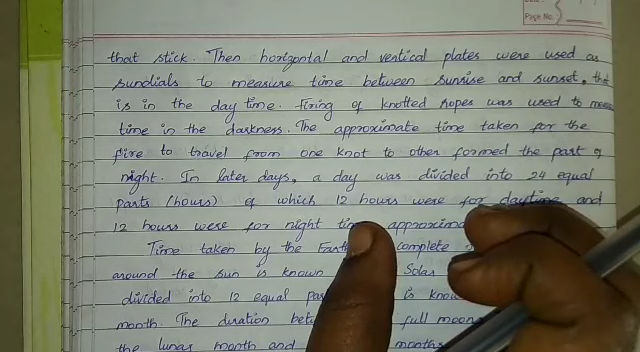 Page No.
that stick. Then horizontal and vertical plates were used as
sundials to measure time between sunrise and sunset, that
is in the day time. Firing of knotted ropes was used to
time in the darkness. The approximate time taken for the
fire to travel from one knot to other formed the part of
night. In later days, a day was divided into 24 equal
parts (hours) of which 12 hours were for daytime and
12 hours were for night time
Time taken by the Earth complete
around the sun is known Solar
divided into 12 equal is
month. The duration full moon
the lunar month and months